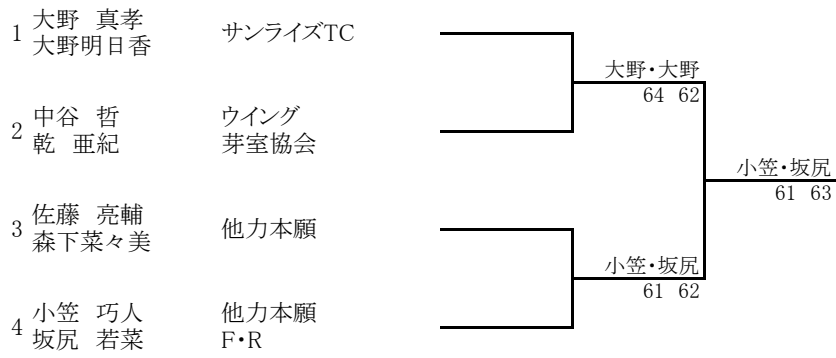 1 大野　真孝　サンライズTC
大野明日香
大野・大野
64 62
2 中谷　哲　ウイング
乾　亜紀　芽室協会
小笠・坂尻
61 63
3 佐藤　亮輔　他力本願
森下菜々美
小笠・坂尻
61 62
4 小笠　巧人　他力本願
坂尻　若菜　F・R